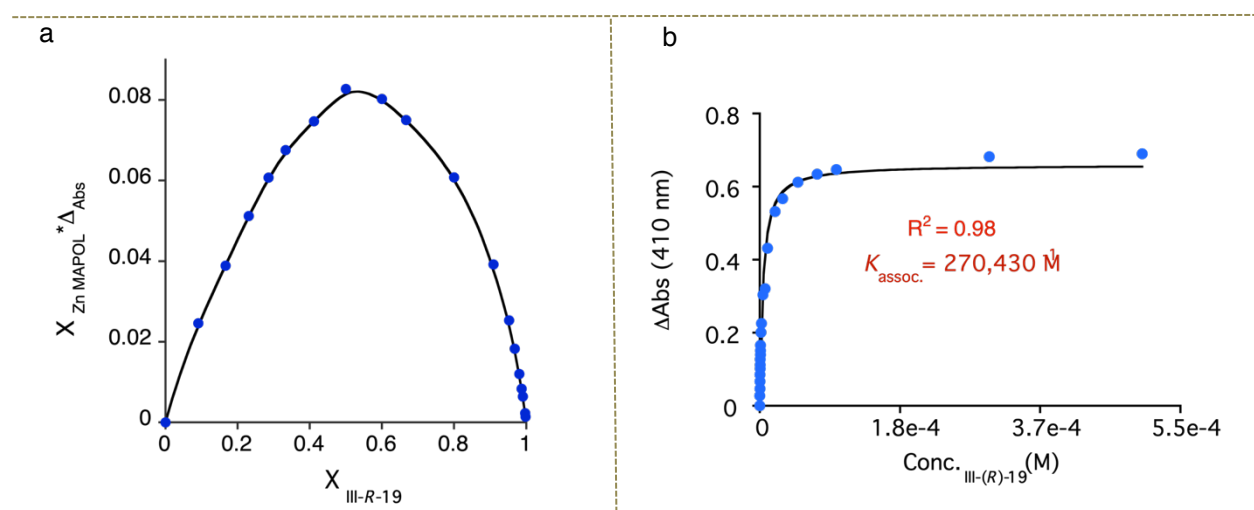 a
0.08
0.06
0.04
0.02
0
0 0.2 0.4 0.6 0.8 1
X Zn MAPOL*ΔAbs
X III-R-19
b
0.8
0.6
0.4
0.2
0
0 1.8e-4 3.7e-4 5.5e-4
ΔAbs (410 nm)
Conc.III-(R)-19(M)
R² = 0.98
Kassoc. = 270,430 M¹